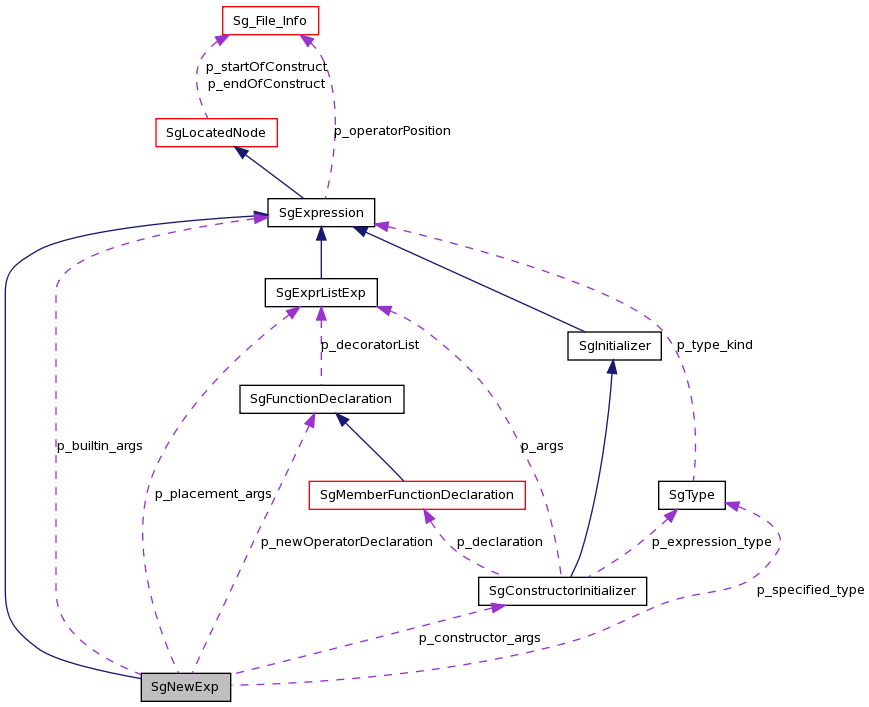 Sg_File_Info
p_startOfConstruct
p_endOfConstruct
SgLocatedNode
p_operatorPosition
SgExpression
SgExprListExp
SgInitializer
p_decoratorList
p_type_kind
SgFunctionDeclaration
p_builtin_args
p_args
p_placement_args
SgMemberFunctionDeclaration
SgType
p_newOperatorDeclaration
p_declaration
p_expression_type
SgConstructorInitializer
p_specified_type
p_constructor_args
SgNewExp